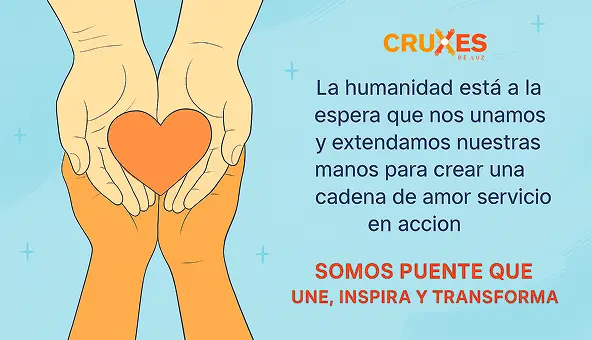 CRUXES
DE LUZ
La humanidad está a la
espera que nos unamos
y extendamos nuestras
manos para crear una
cadena de amor servicio
en accion
SOMOS PUENTE QUE
UNE, INSPIRA Y TRANSFORMA